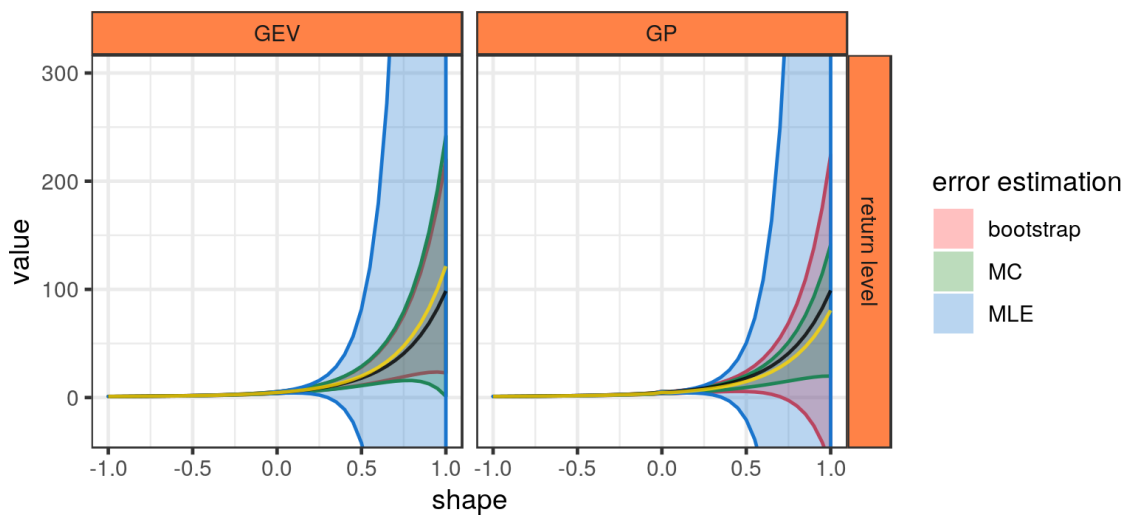 GEV
GP
300
200
100
0
value
-1.0 -0.5 0.0 0.5 1.0
-1.0 -0.5 0.0 0.5 1.0
shape
return level
error estimation
bootstrap
MC
MLE